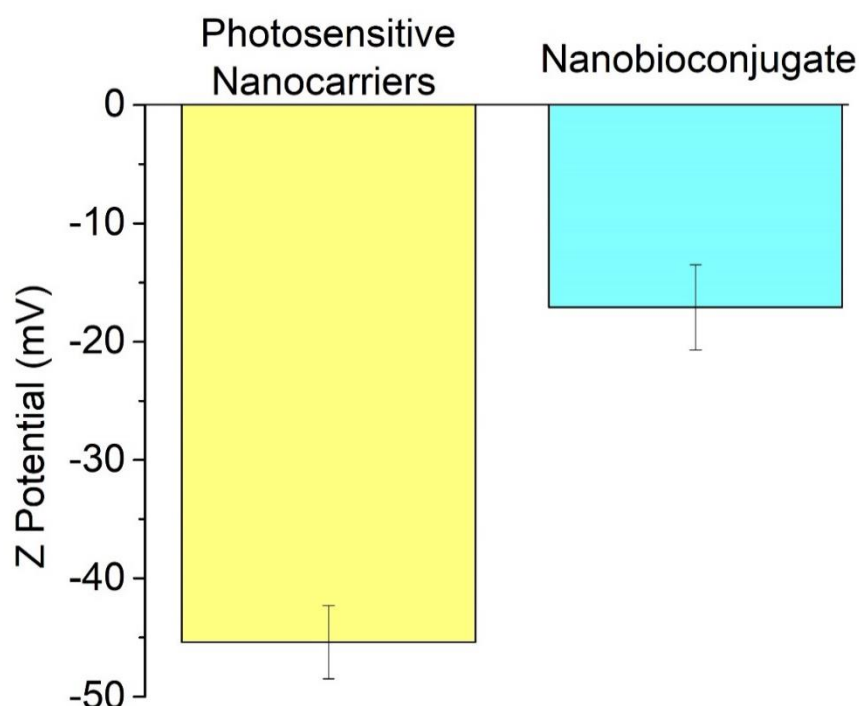 Photosensitive
Nanocarriers
Nanobioconjugate
0
-10
-20
-30
-40
-50
Z Potential (mV)